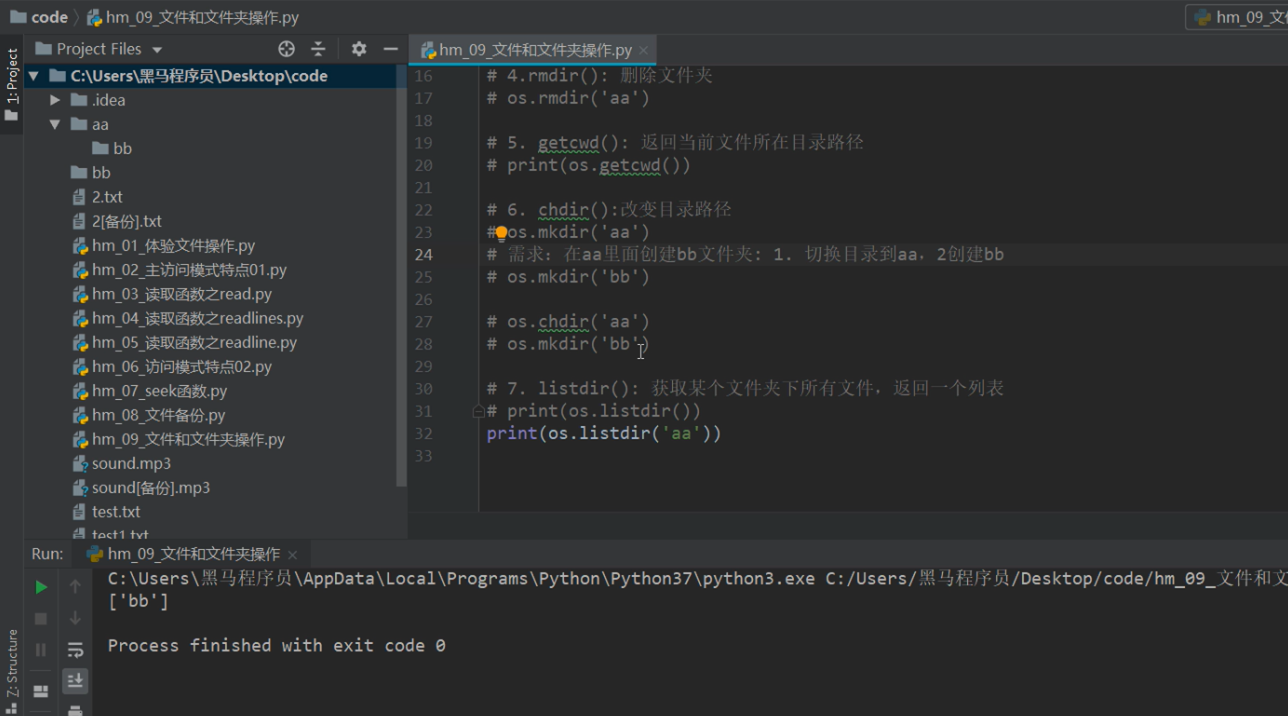 code
hm_09_文件和文件夹操作.py
hm_09_文
1: Project
Project Files
hm_09_文件和文件夹操作.py
C:\Users\黑马程序员\Desktop\code
.idea
aa
bb
bb
2.txt
2[备份].txt
hm_01_体验文件操作.py
hm_02_主访问模式特点01.py
hm_03_读取函数之read.py
hm_04_读取函数之readlines.py
hm_05_读取函数之readline.py
hm_06_访问模式特点02.py
hm_07_seek函数.py
hm_08_文件备份.py
hm_09_文件和文件夹操作.py
sound.mp3
sound[备份].mp3
test.txt
test1.txt
16 # 4.rmdir(): 删除文件夹
17 # os.rmdir('aa')
18
19 # 5. getcwd(): 返回当前文件所在目录路径
20 # print(os.getcwd())
21
22 # 6. chdir():改变目录路径
23 # os.mkdir('aa')
24 # 需求：在aa里面创建bb文件夹: 1. 切换目录到aa，2创建bb
25 # os.mkdir('bb')
26
27 # os.chdir('aa')
28 # os.mkdir('bb')
29
30 # 7. listdir(): 获取某个文件夹下所有文件，返回一个列表
31 # print(os.listdir())
32 print(os.listdir('aa'))
33
Run:
hm_09_文件和文件夹操作
C:\Users\黑马程序员\AppData\Local\Programs\Python\Python37\python3.exe C:/Users/黑马程序员/Desktop/code/hm_09_文件和文
['bb']
Process finished with exit code 0
Z: Structure